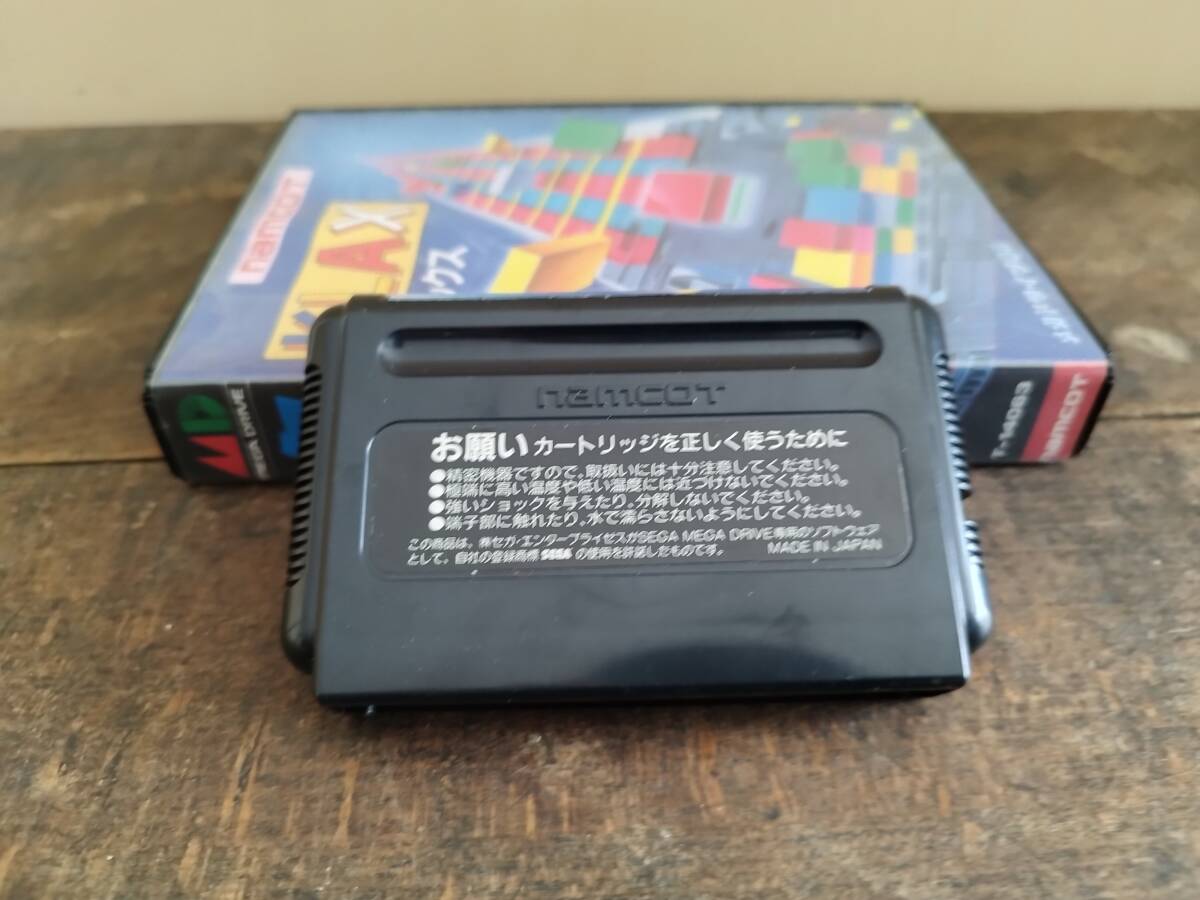 namcot
KLAX
ックス
MEGA DRIVE
T-14083
namcot
namcot
お願い カートリッジを正しく使うために
●精密機器ですので、取扱いには十分注意してください。
●極端に高い温度や低い温度には近づけないでください。
●強いショックを与えたり、分解しないでください。
●端子部に触れたり、水で濡らさないようにしてください。
この商品は、㈱セガ・エンタープライゼスがSEGA MEGA DRIVE専用のソフトウェア
として、自社の登録商標 SEGA の使用を許諾したものです。 MADE IN JAPAN